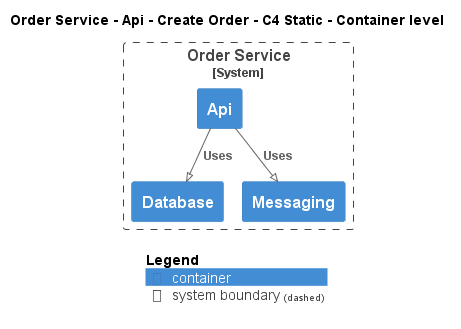 Order Service - Api - Create Order - C4 Static - Container level
Order Service
[System]
Api
Uses Uses
Database Messaging
Legend
container
system boundary (dashed)